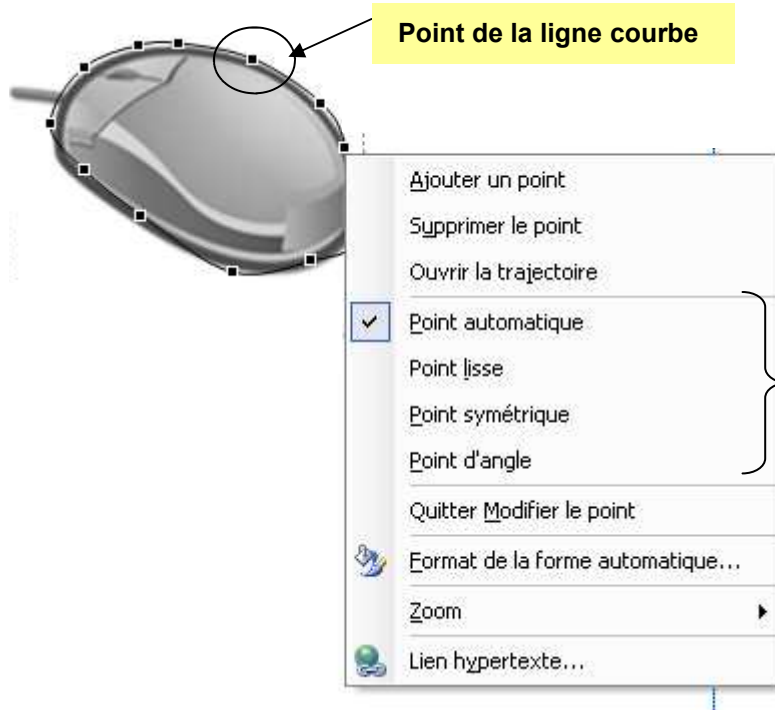 Point de la ligne courbe
Ajouter un point
Supprimer le point
Ouvrir la trajectoire
Point automatique
Point lisse
Point symétrique
Point d'angle
Quitter Modifier le point
Format de la forme automatique...
Zoom
Lien hypertexte...